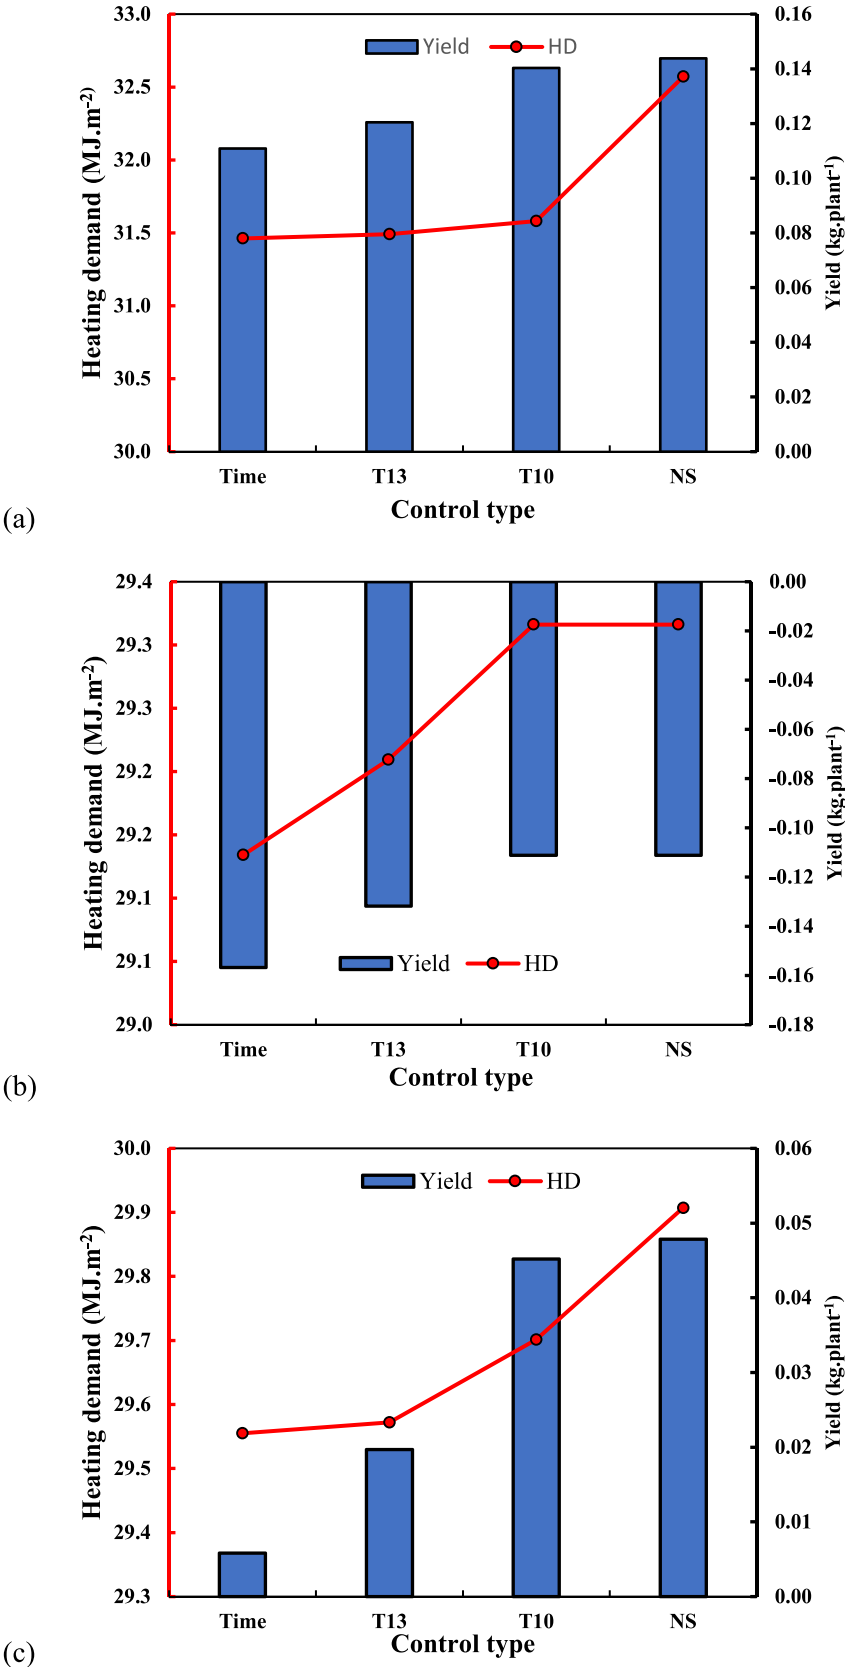 33.0
32.5
32.0
31.5
31.0
30.5
30.0
Heating demand (MJ.m⁻²)
Yield HD
0.16
0.14
0.12
0.10
0.08
0.06
0.04
0.02
0.00
Yield (kg.plant⁻¹)
Time T13 T10 NS
Control type
(a)
29.4
29.3
29.3
29.2
29.2
29.1
29.1
29.0
Heating demand (MJ.m⁻²)
0.00
-0.02
-0.04
-0.06
-0.08
-0.10
-0.12
-0.14
-0.16
-0.18
Yield (kg.plant⁻¹)
Yield HD
Time T13 T10 NS
Control type
(b)
30.0
29.9
29.8
29.7
29.6
29.5
29.4
29.3
Heating demand (MJ.m⁻²)
Yield HD
0.06
0.05
0.04
0.03
0.02
0.01
0.00
Yield (kg.plant⁻¹)
Time T13 T10 NS
Control type
(c)